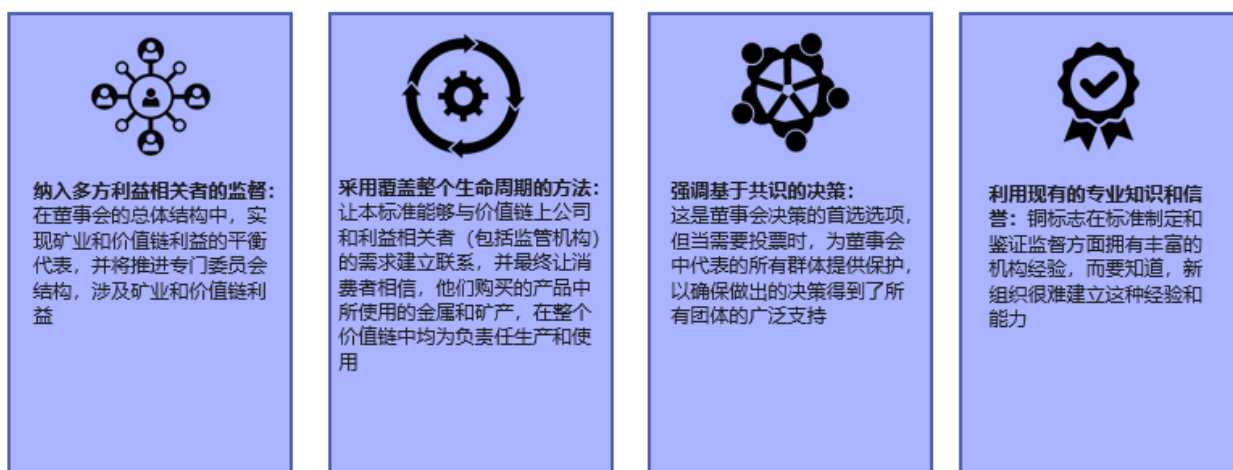 纳入多方利益相关者的监督：
在董事会的总体结构中，实
现矿业和价值链利益的平衡
代表，并将推进专门委员会
结构，涉及矿业和价值链利
益
采用覆盖整个生命周期的方法：
让本标准能够与价值链上公司
和利益相关者（包括监管机构）
的需求建立联系，并最终让消
费者相信，他们购买的产品中
所使用的金属和矿产，在整个
价值链中均为负责任生产和使
用
强调基于共识的决策：
这是董事会决策的首选选项，
但当需要投票时，为董事会
中代表的所有群体提供保护，
以确保做出的决策得到了所
有团体的广泛支持
利用现有的专业知识和信
誉：铜标志在标准制定和
鉴证监督方面拥有丰富的
机构经验，而要知道，新
组织很难建立这种经验和
能力